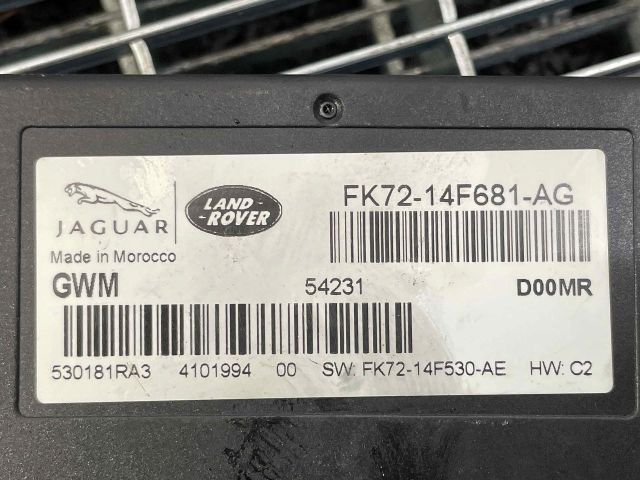 JAGUAR
LAND-
-ROVER
FK72-14F681-AG
Made in Morocco
GWM 54231 D00MR
530181RA3 4101994 00 SW: FK72-14F530-AE HW: C2